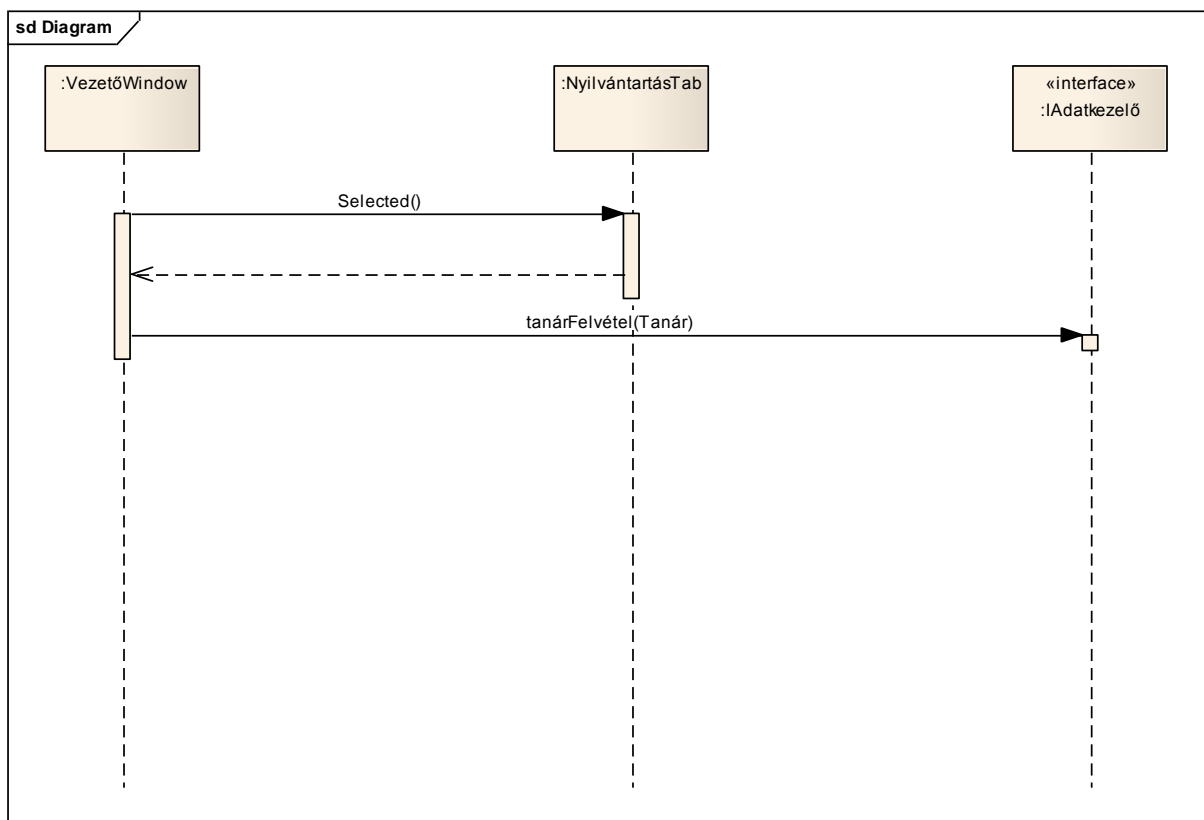 sd Diagram
:VezetőWindow
:NyilvántartásTab
«interface»
:IAdatkezelő
Selected()
tanárFelvétel(Tanár)